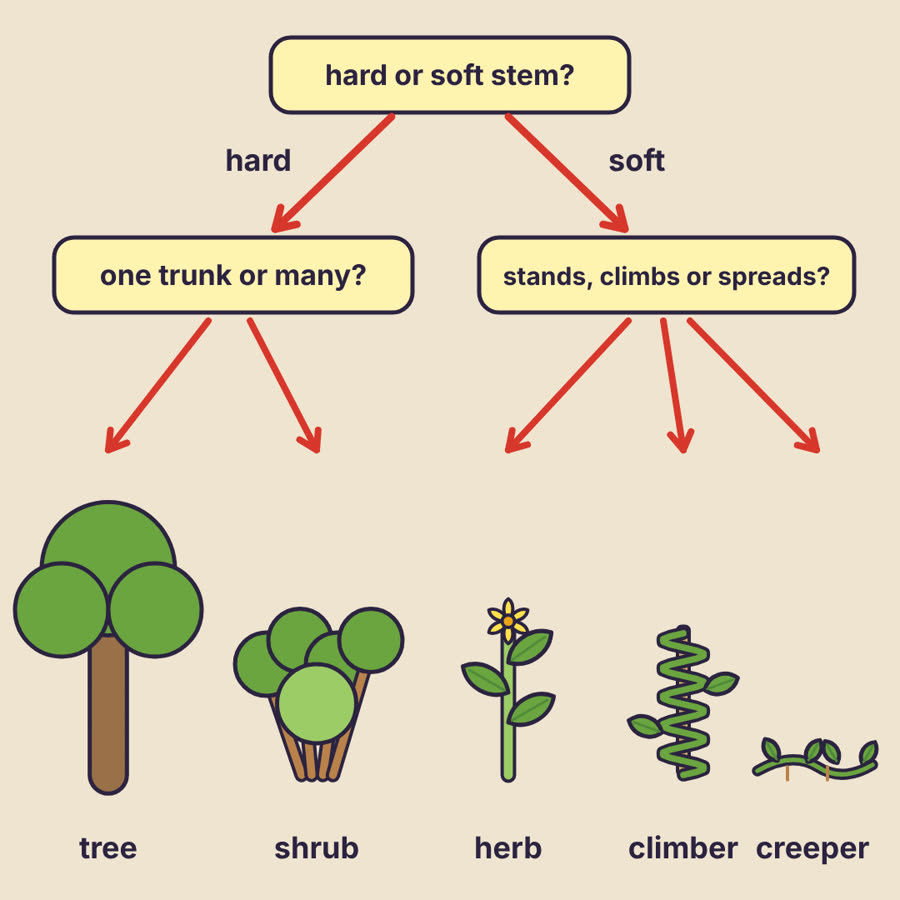 hard or soft stem?
hard
soft
one trunk or many?
stands, climbs or spreads?
tree
shrub
herb
climber
creeper